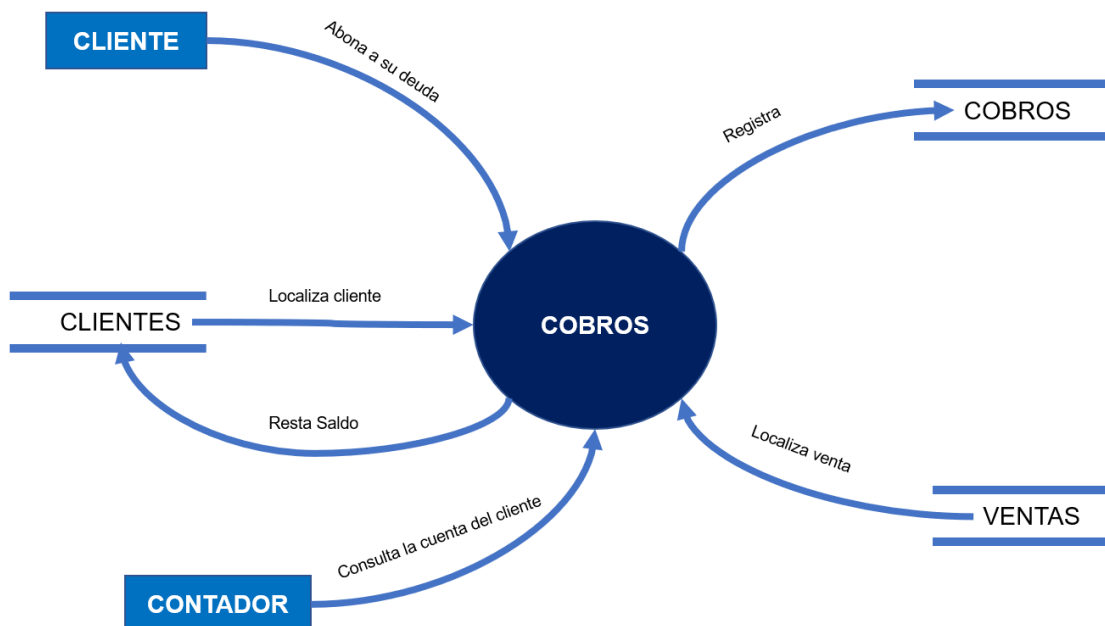 CLIENTE
Abona a su deuda
Registra
COBROS
Localiza cliente
CLIENTES
COBROS
Resta Saldo
Localiza venta
VENTAS
Consulta la cuenta del cliente
CONTADOR